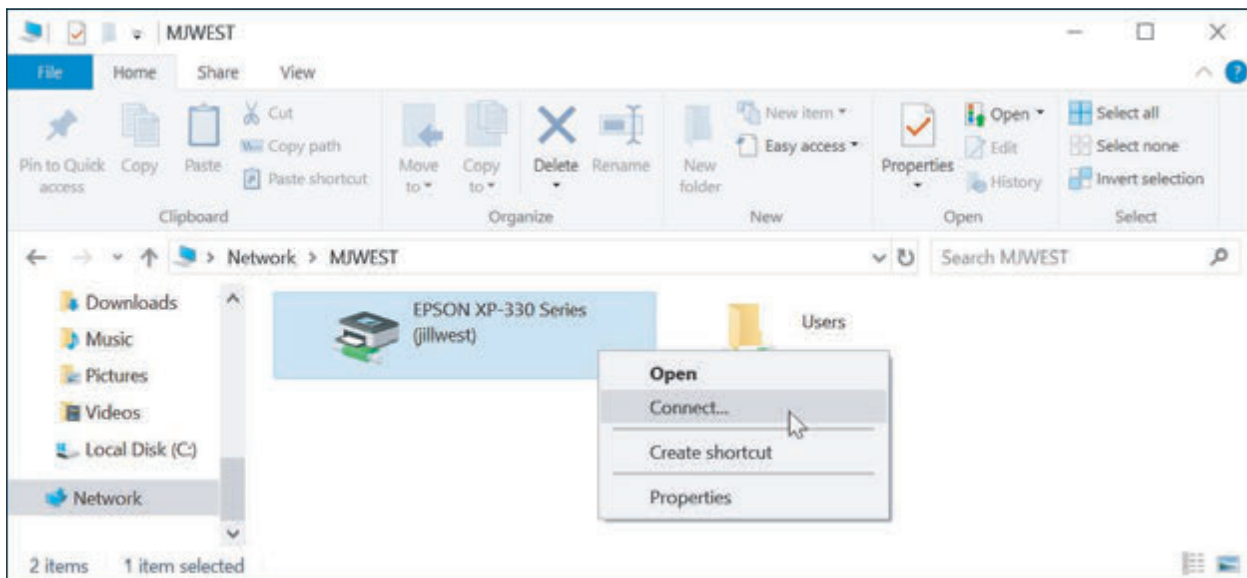 MJWEST
File Home Share View
Pin to Quick access
Copy
Paste
Cut
Copy path
Paste shortcut
Move to
Copy to
Delete
Rename
New folder
New item
Easy access
Properties
Open
Edit
History
Select all
Select none
Invert selection
Clipboard Organize New Open Select
Network > MJWEST
Search MJWEST
Downloads
Music
Pictures
Videos
Local Disk (C:)
Network
EPSON XP-330 Series
(jillwest)
Users
Open
Connect...
Create shortcut
Properties
2 items 1 item selected